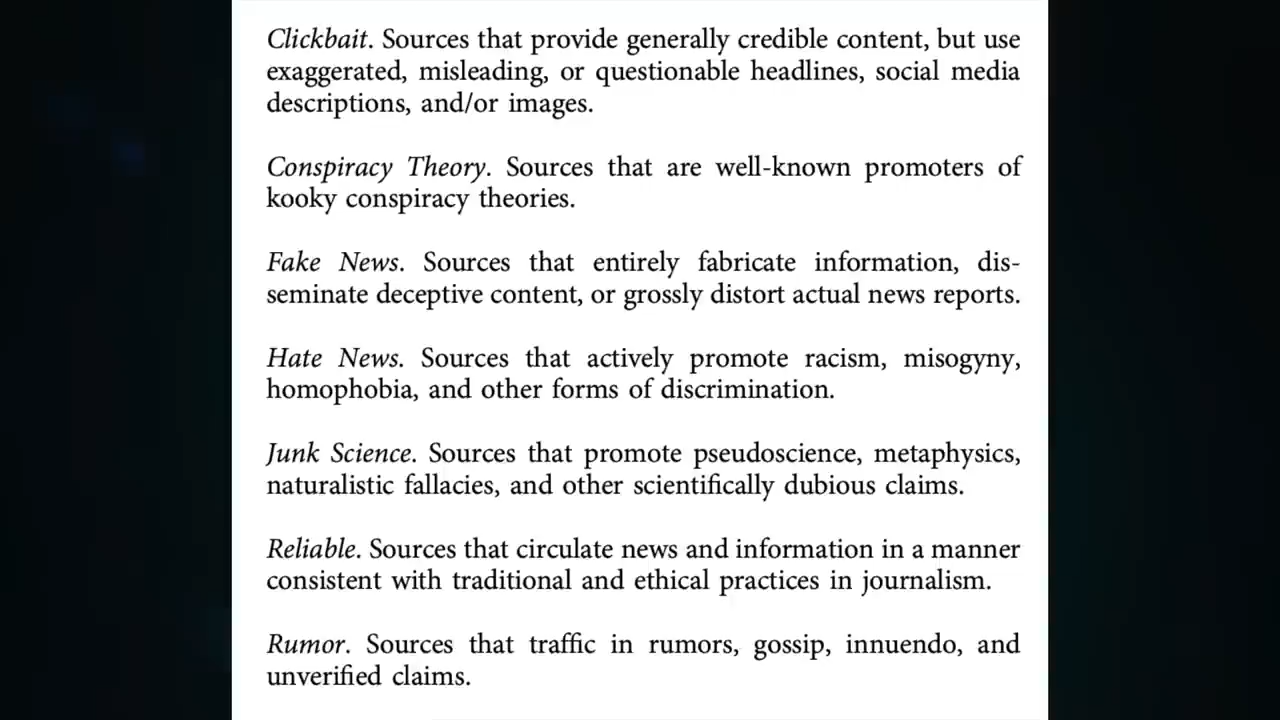 Clickbait. Sources that provide generally credible content, but use
exaggerated, misleading, or questionable headlines, social media
descriptions, and/or images.
Conspiracy Theory. Sources that are well-known promoters of
kooky conspiracy theories.
Fake News. Sources that entirely fabricate information, dis-
seminate deceptive content, or grossly distort actual news reports.
Hate News. Sources that actively promote racism, misogyny,
homophobia, and other forms of discrimination.
Junk Science. Sources that promote pseudoscience, metaphysics,
naturalistic fallacies, and other scientifically dubious claims.
Reliable. Sources that circulate news and information in a manner
consistent with traditional and ethical practices in journalism.
Rumor. Sources that traffic in rumors, gossip, innuendo, and
unverified claims.